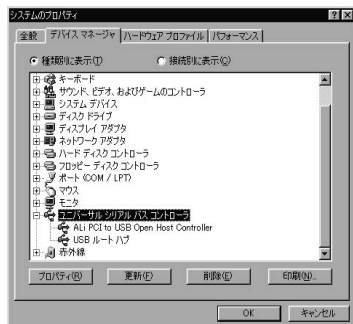 システムのプロパティ
全般 デバイス マネージャ ハードウェア プロファイル パフォーマンス
種類別に表示(T) 接続別に表示(C)
キーボード
サウンド、ビデオ、およびゲームのコントローラ
システム デバイス
ディスク ドライブ
ディスプレイ アダプタ
ネットワーク アダプタ
ハード ディスク コントローラ
フロッピー ディスク コントローラ
ポート (COM / LPT)
マウス
モニタ
ユニバーサル シリアル バス コントローラ
ALi PCI to USB Open Host Controller
USB ルート ハブ
赤外線
プロパティ(R) 更新(F) 削除(E) 印刷(N)...
OK キャンセル